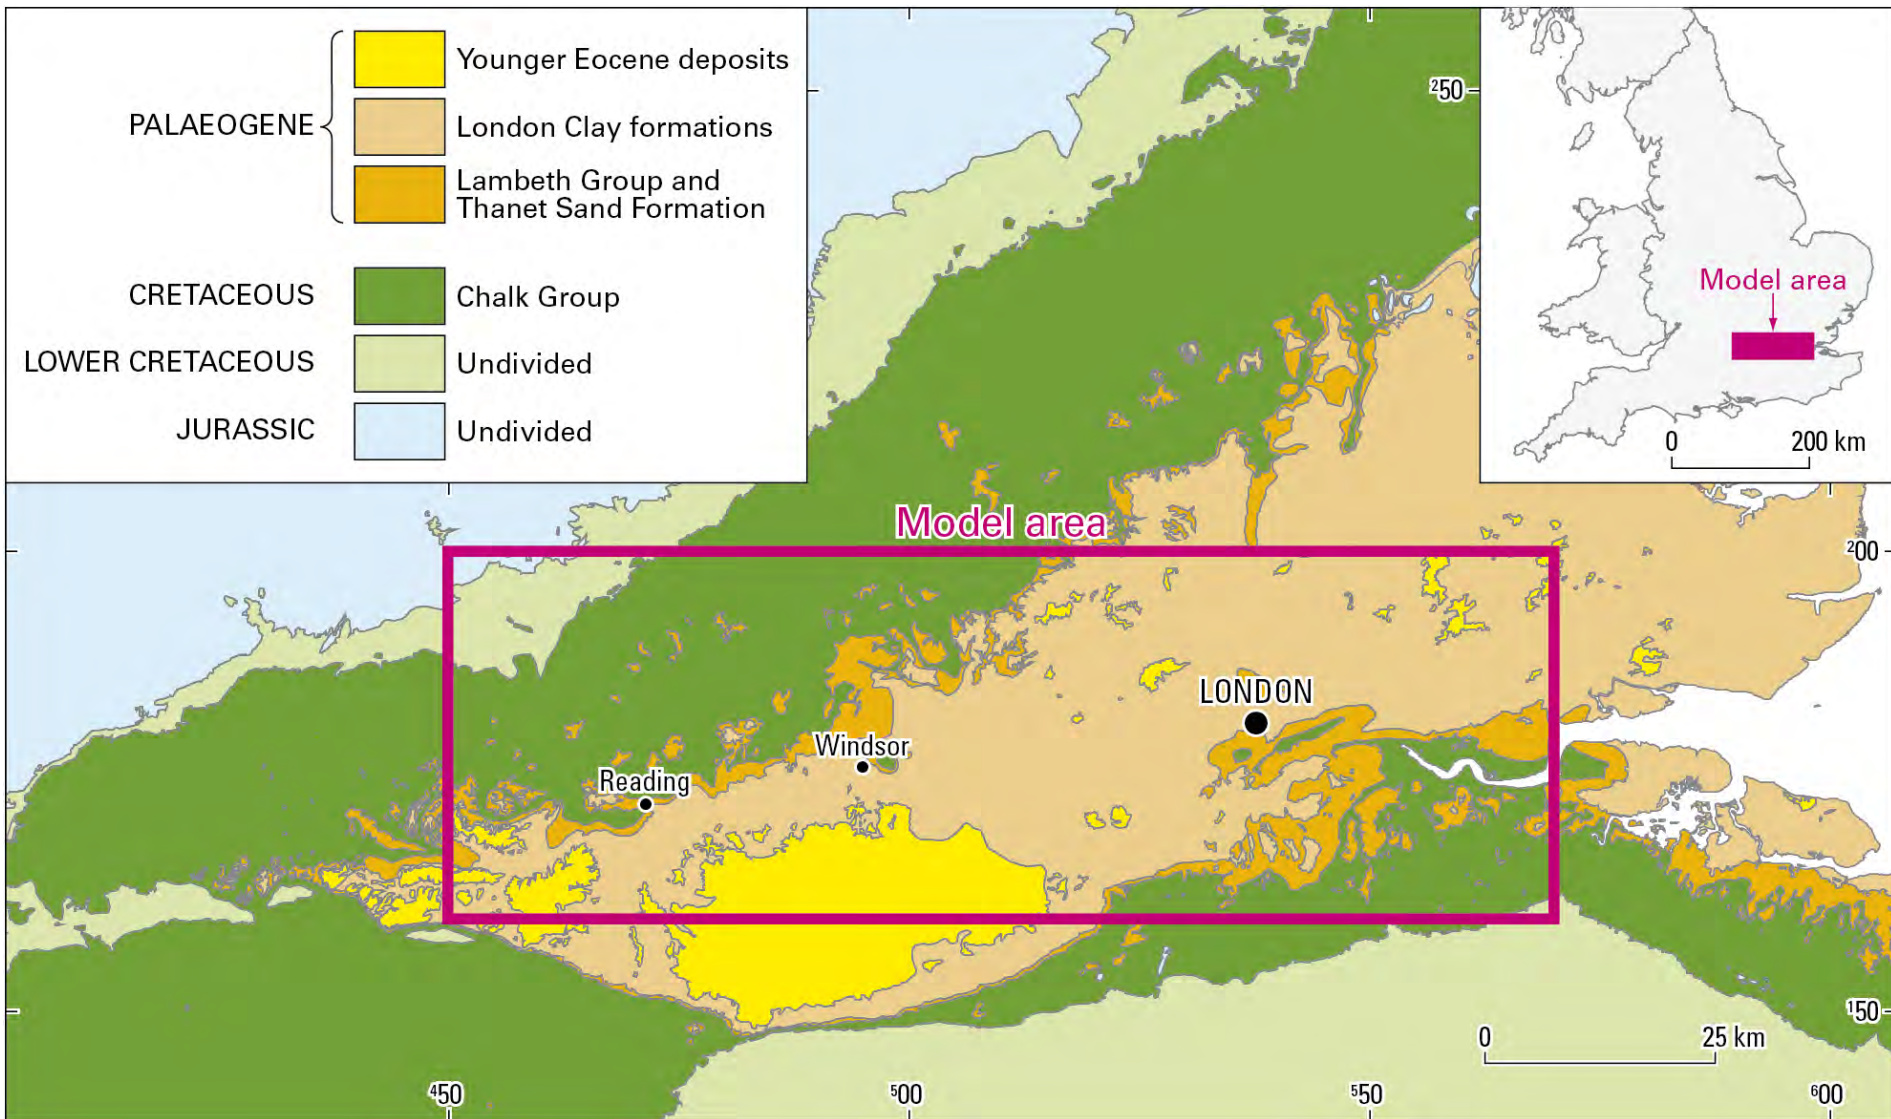 Younger Eocene deposits
PALAEOGENE
London Clay formations
Lambeth Group and
Thanet Sand Formation
CRETACEOUS
Chalk Group
LOWER CRETACEOUS
Undivided
JURASSIC
Undivided
²50
Model area
0 200 km
Model area
²00
LONDON
Windsor
Reading
¹50
0 25 km
⁴50
⁵00
⁵50
⁶00